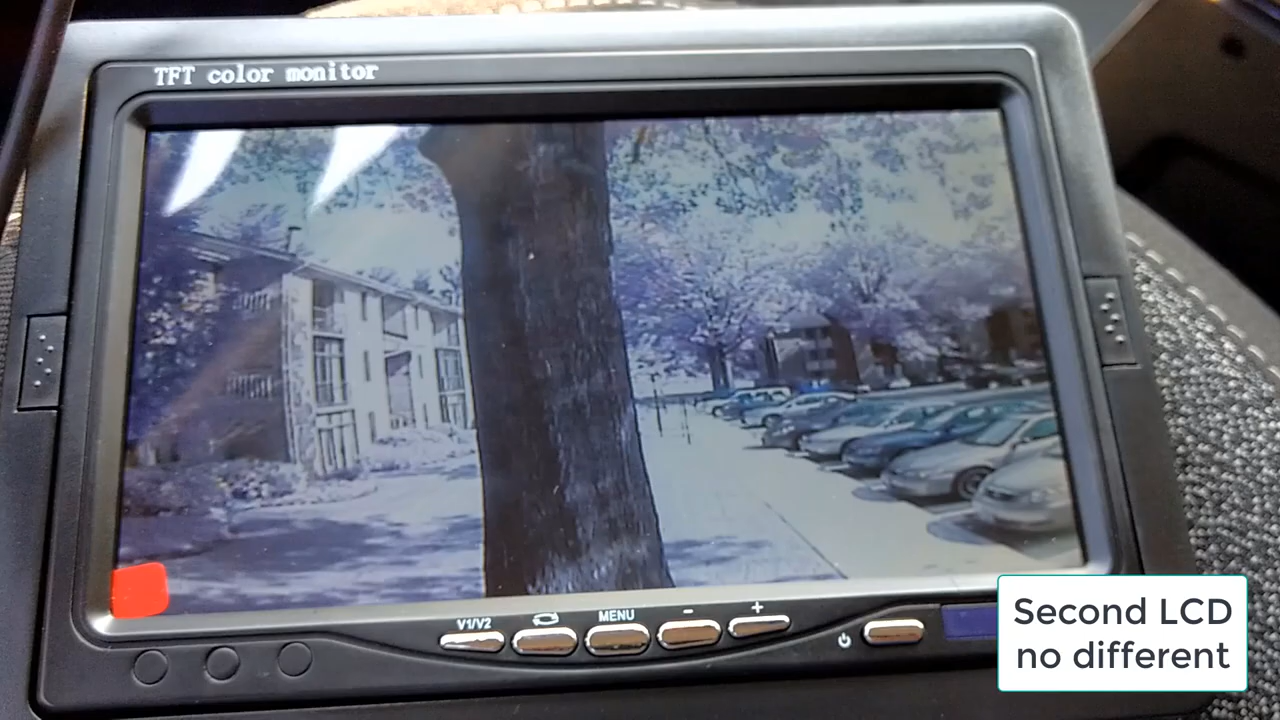 TFT color monitor
V1/V2
MENU
-
+
Second LCD
no different